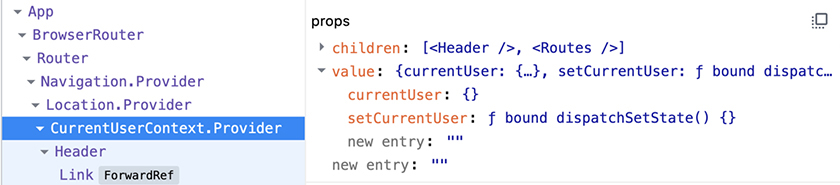 App
BrowserRouter
Router
Navigation.Provider
Location.Provider
CurrentUserContext.Provider
Header
Link ForwardRef
props
children: [<Header />, <Routes />]
value: {currentUser: {…}, setCurrentUser: ƒ bound dispatc…
currentUser: {}
setCurrentUser: ƒ bound dispatchSetState() {}
new entry: ""
new entry: ""